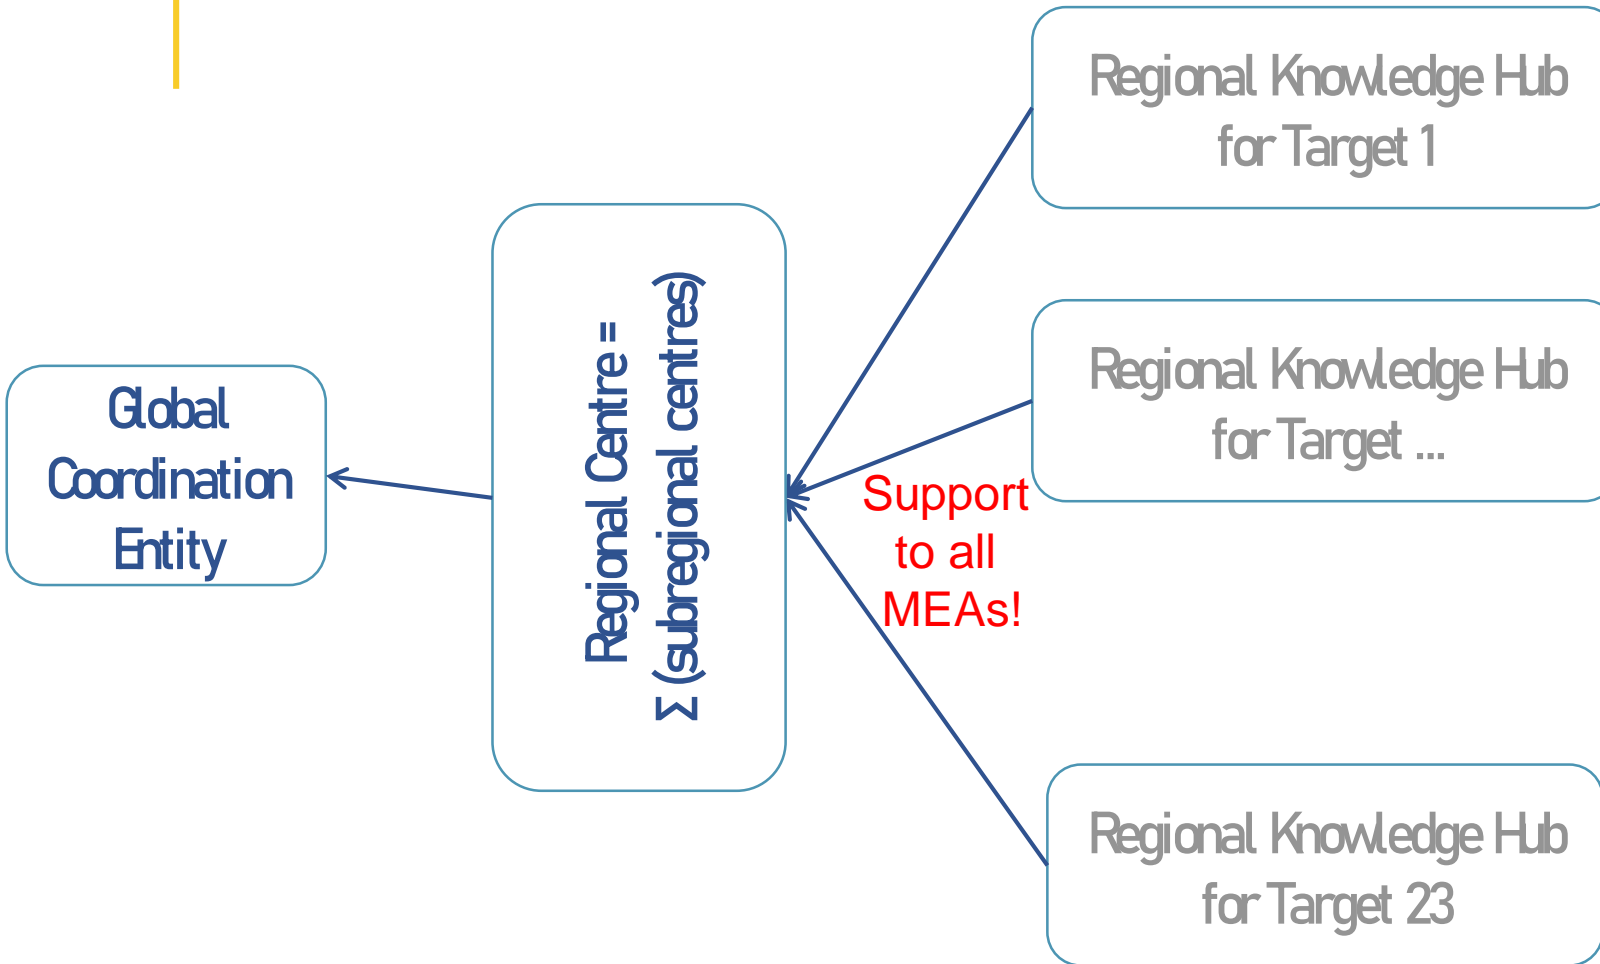 Regional Knowledge Hub
for Target 1
Regional Centre =
Σ (subregional centres)
Regional Knowledge Hub
for Target ...
Global
Coordination
Entity
Support
to all
MEAs!
Regional Knowledge Hub
for Target 23